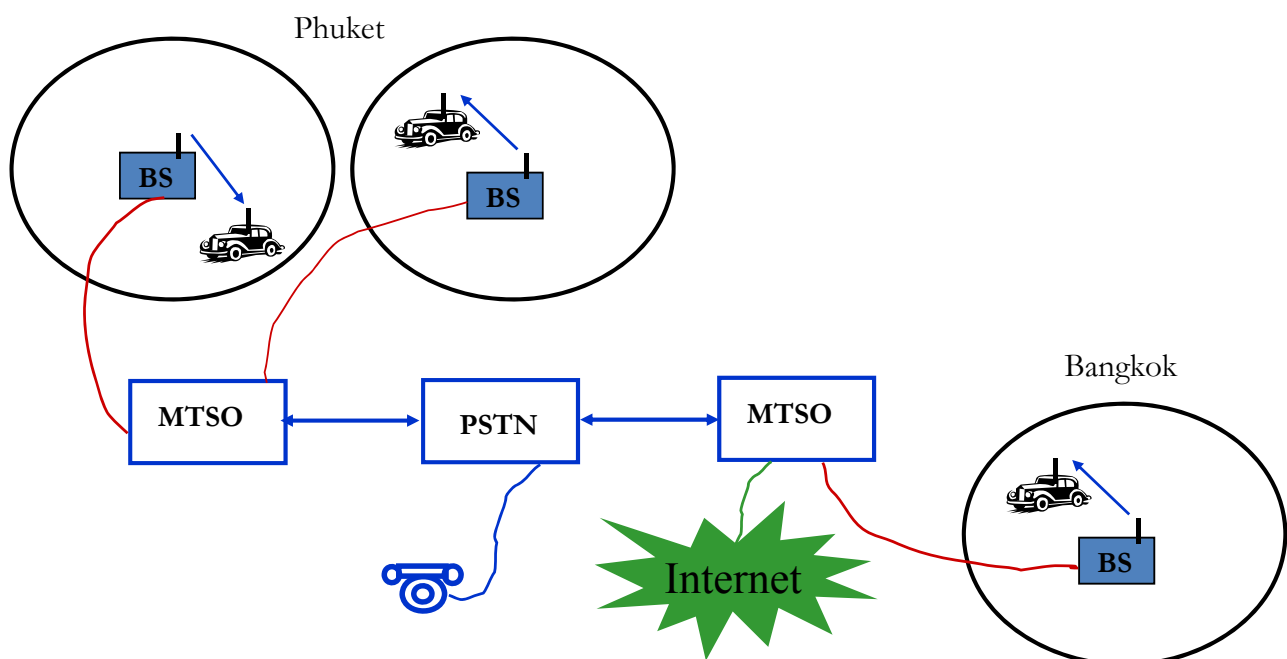 Phuket
BS
BS
Bangkok
MTSO
PSTN
MTSO
BS
Internet